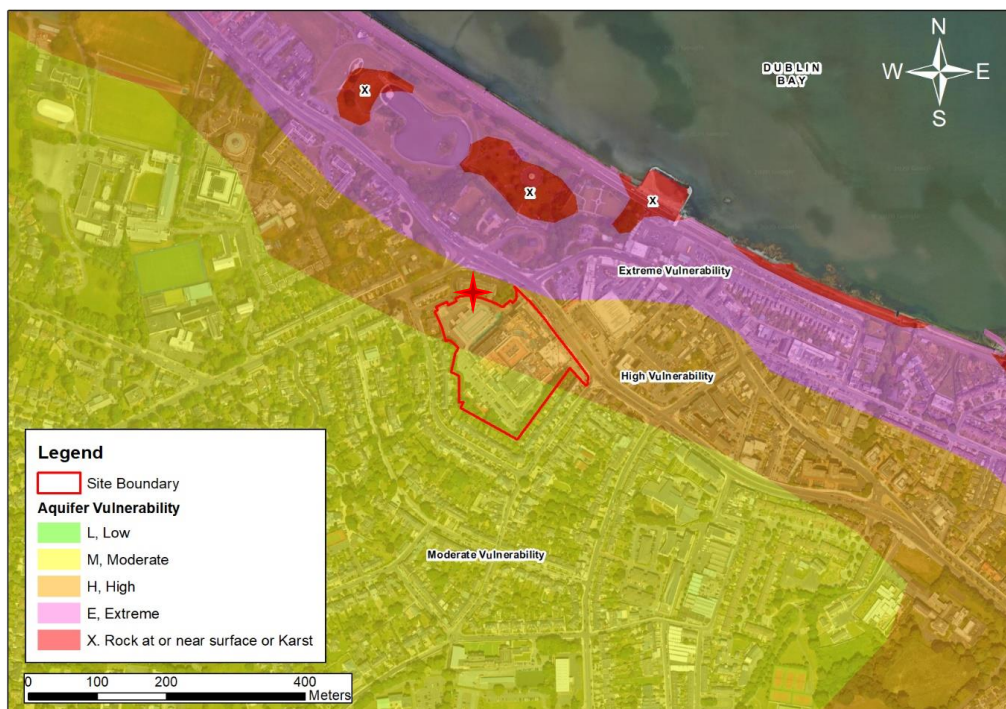 N
W E
S
DUBLIN
BAY
X
X
X
Extreme Vulnerability
High Vulnerability
Moderate Vulnerability
Legend
Site Boundary
Aquifer Vulnerability
L, Low
M, Moderate
H, High
E, Extreme
X. Rock at or near surface or Karst
0 100 200 400
Meters